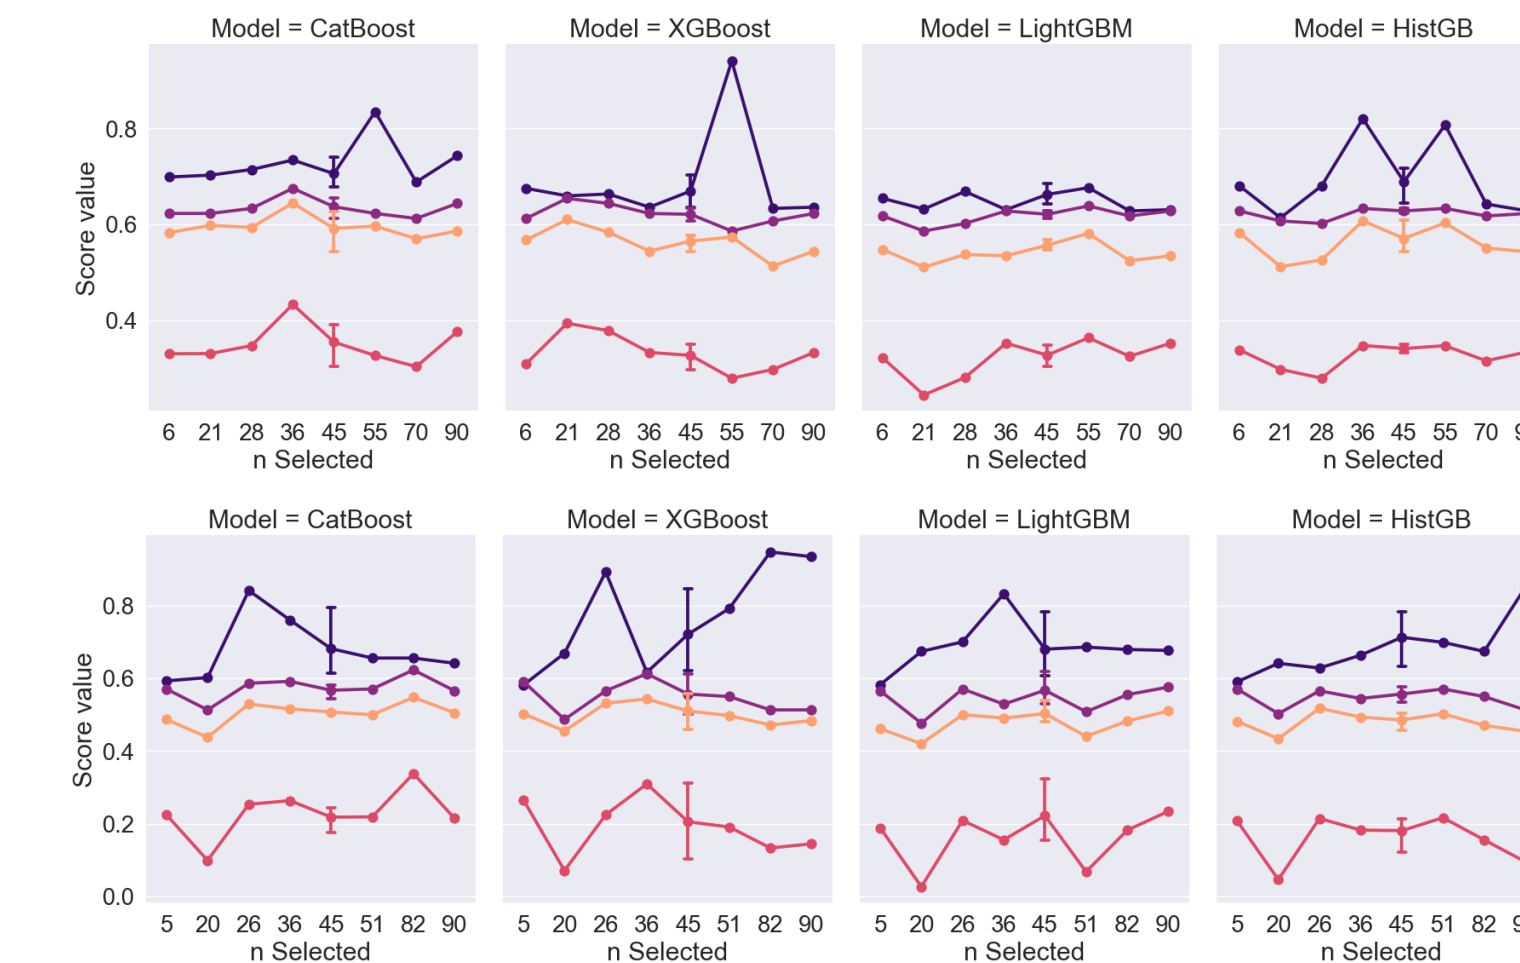 Model = CatBoost Model = XGBoost Model = LightGBM Model = HistGB
0.8
0.6
0.4
Score value
6 21 28 36 45 55 70 90 6 21 28 36 45 55 70 90 6 21 28 36 45 55 70 90 6 21 28 36 45 55 70
n Selected n Selected n Selected n Selected
Model = CatBoost Model = XGBoost Model = LightGBM Model = HistGB
0.8
0.6
0.4
0.2
0.0
Score value
5 20 26 36 45 51 82 90 5 20 26 36 45 51 82 90 5 20 26 36 45 51 82 90 5 20 26 36 45 51 82
n Selected n Selected n Selected n Selected